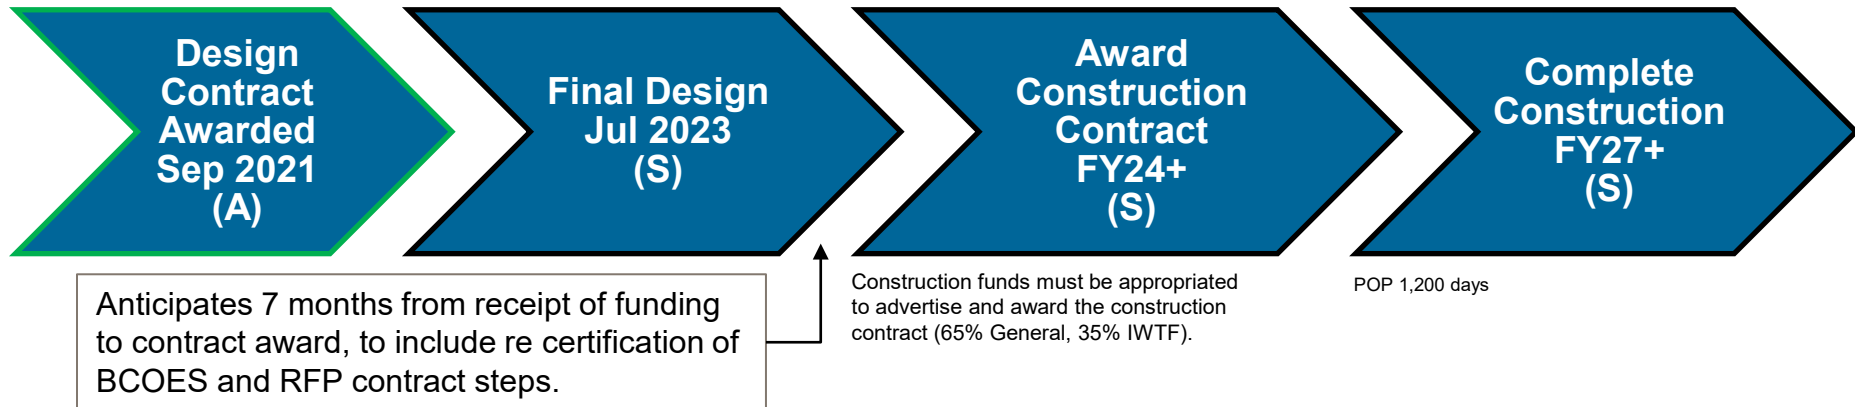 Design
Contract
Awarded
Sep 2021
(A)
Final Design
Jul 2023
(S)
Award
Construction
Contract
FY24+
(S)
Complete
Construction
FY27+
(S)
Anticipates 7 months from receipt of funding
to contract award, to include re certification of
BCOES and RFP contract steps.
Construction funds must be appropriated
to advertise and award the construction
contract (65% General, 35% IWTF).
POP 1,200 days